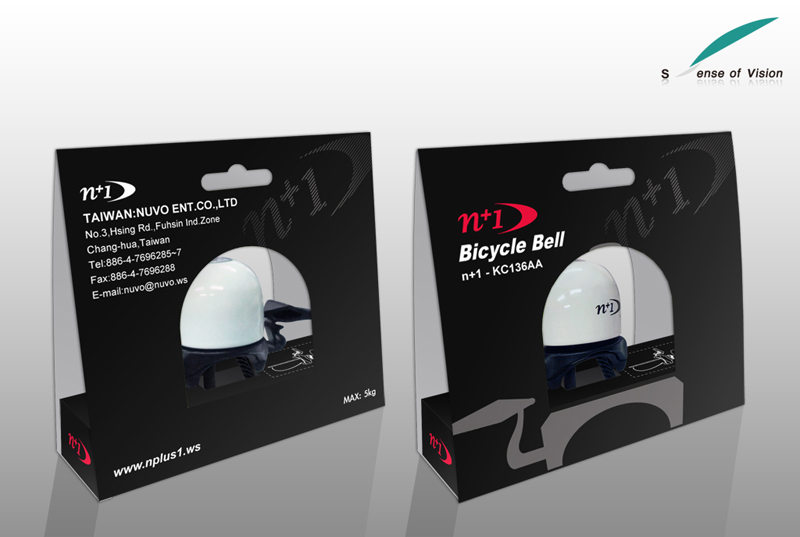 Sense of Vision
n+1
TAIWAN:NUVO ENT.CO.,LTD
No.3,Hsing Rd.,Fuhsin Ind.Zone
Chang-hua,Taiwan
Tel:886-4-7696285~7
Fax:886-4-7696288
E-mail:nuvo@nuvo.ws
n+1
MAX: 5kg
n+1
www.nplus1.ws
n+1
n+1
Bicycle Bell
n+1 - KC136AA
n+1
n+1